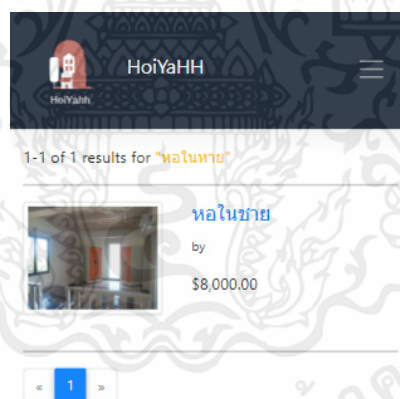 HoiYaHH
HoiYahh
1-1 of 1 results for "หอในหาย"
หอในชาย
by
$8,000.00
« 1 »